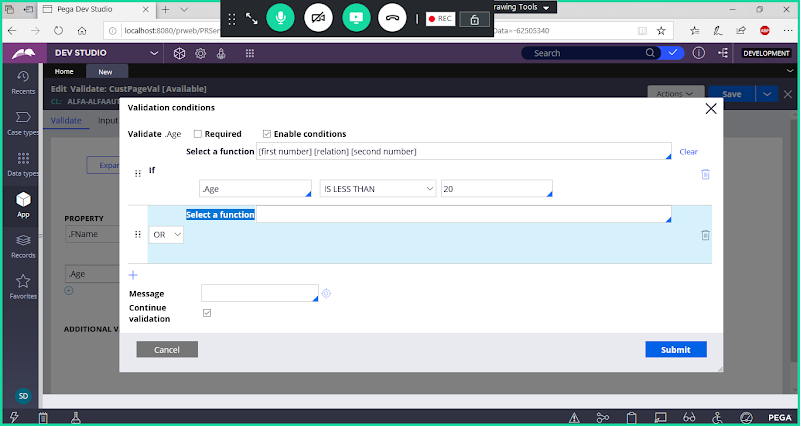 Pega Dev Studio
REC
rawing Tools
localhost:8080/prweb/PRSer
Data=-62505340
DEV STUDIO
Search
DEVELOPMENT
Home
New
Recents
Edit Validate: CustPageVal [Available]
CL: ALFA-ALFAAUT
Actions
Save
Validate
Input
Case types
Data types
App
Records
Favorites
SD
Expan
PROPERTY
.FName
.Age
ADDITIONAL VA
Validation conditions
Validate .Age
Required
Enable conditions
Select a function
[first number] [relation] [second number]
Clear
If
.Age
IS LESS THAN
20
Select a function
OR
Message
Continue
validation
Cancel
Submit
PEGA